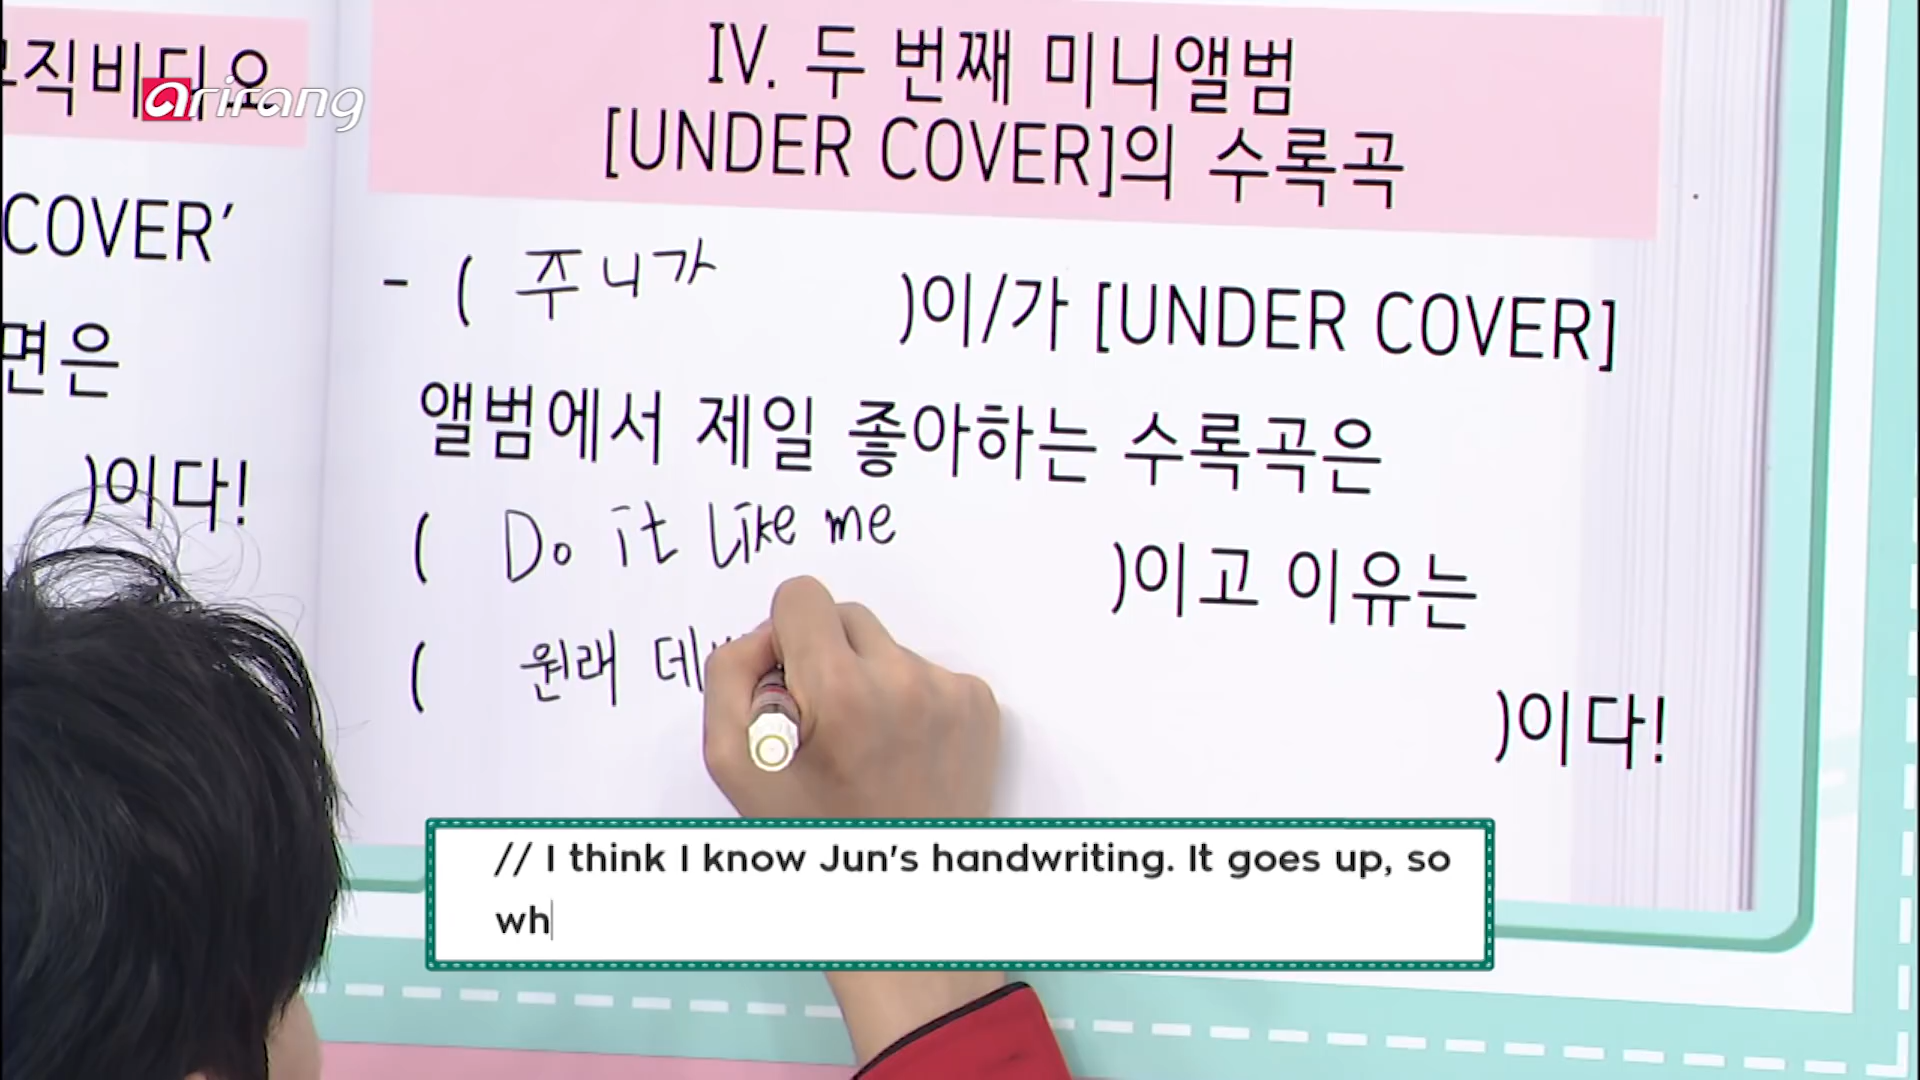 뮤직비디오
arirang
COVER’
면은
)이다!
IV. 두 번째 미니앨범
[UNDER COVER]의 수록곡
- ( 주니가 )이/가 [UNDER COVER]
앨범에서 제일 좋아하는 수록곡은
( Do it like me )이고 이유는
( 원래 )이다!
// I think I know Jun's handwriting. It goes up, so
wh